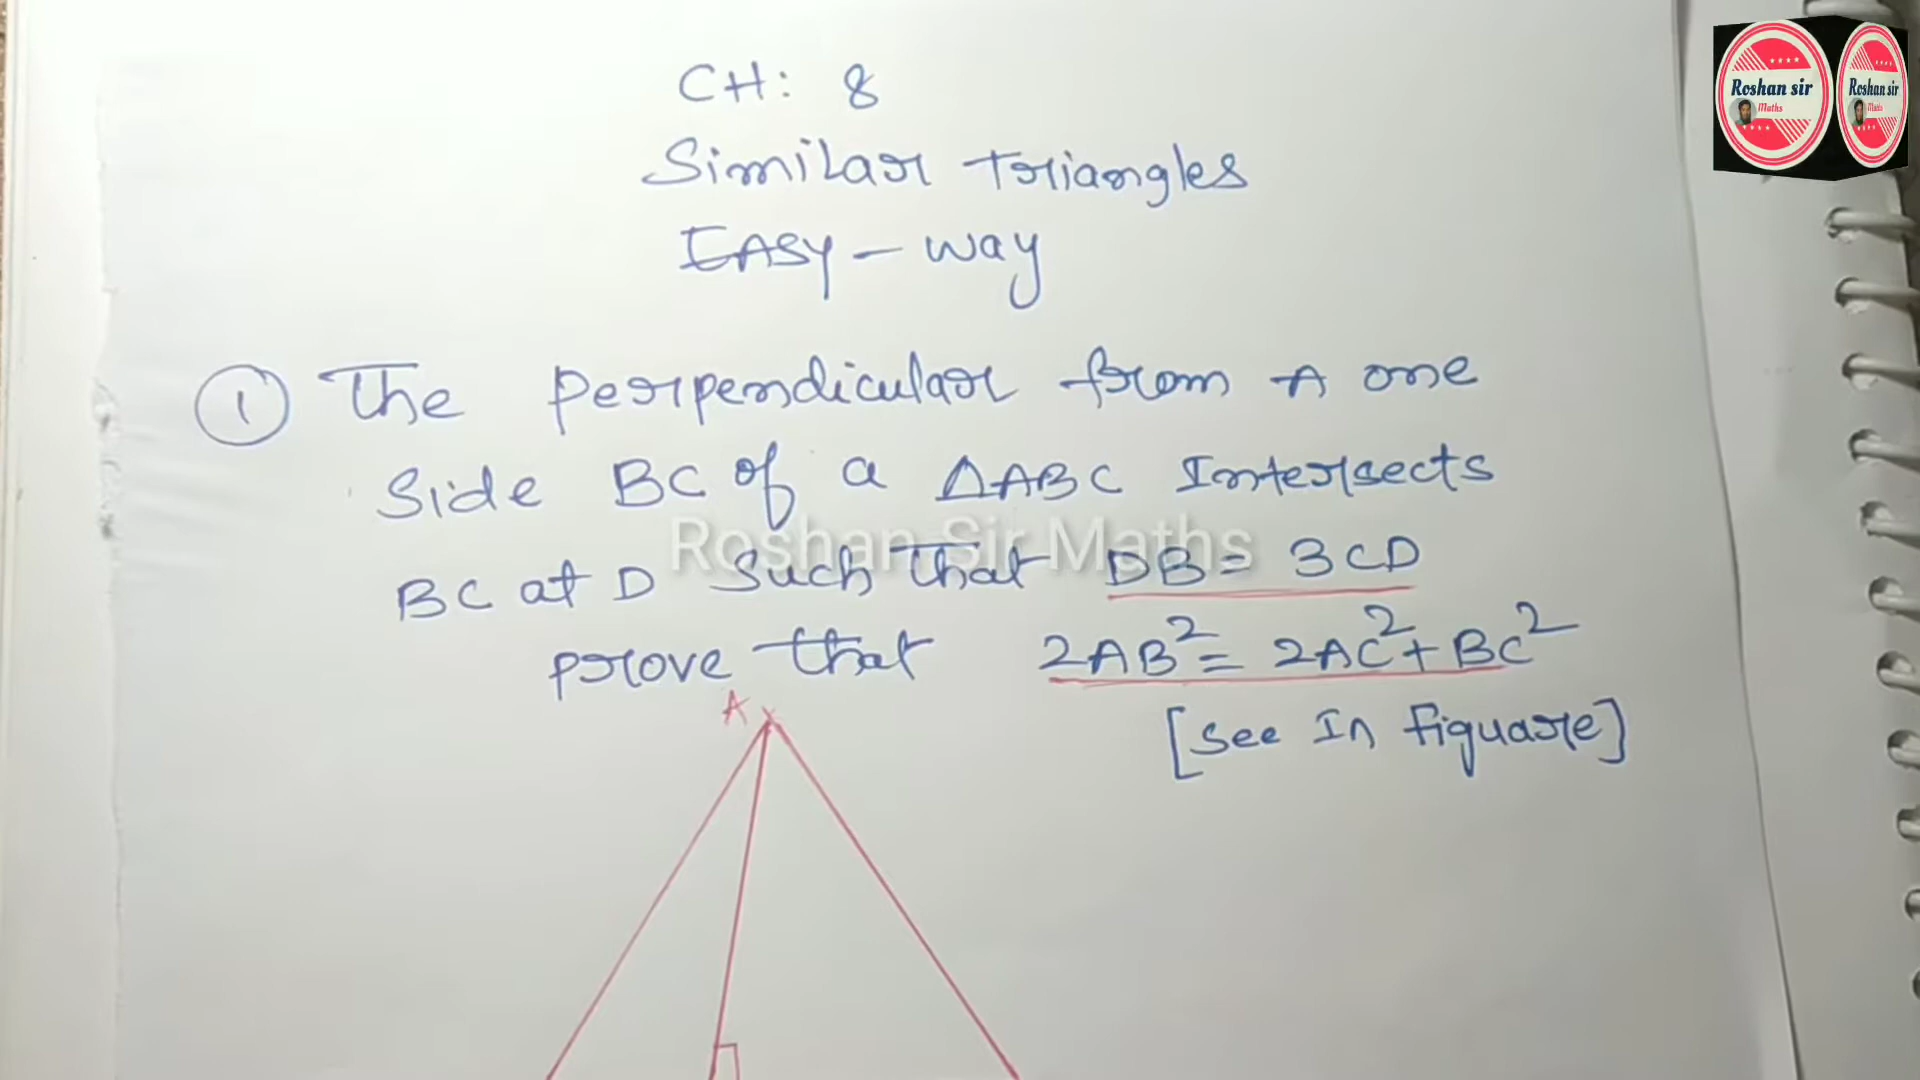 CH: 8
Similar Triangles
EASY - way
① The perpendicular from A one
Side BC of a ΔABC Intersects
BC at D such that DB = 3CD
prove that 2AB² = 2AC² + BC²
[See In figuare]
A
Roshan Sir Maths
Roshan sir
Maths
Roshan sir
Maths